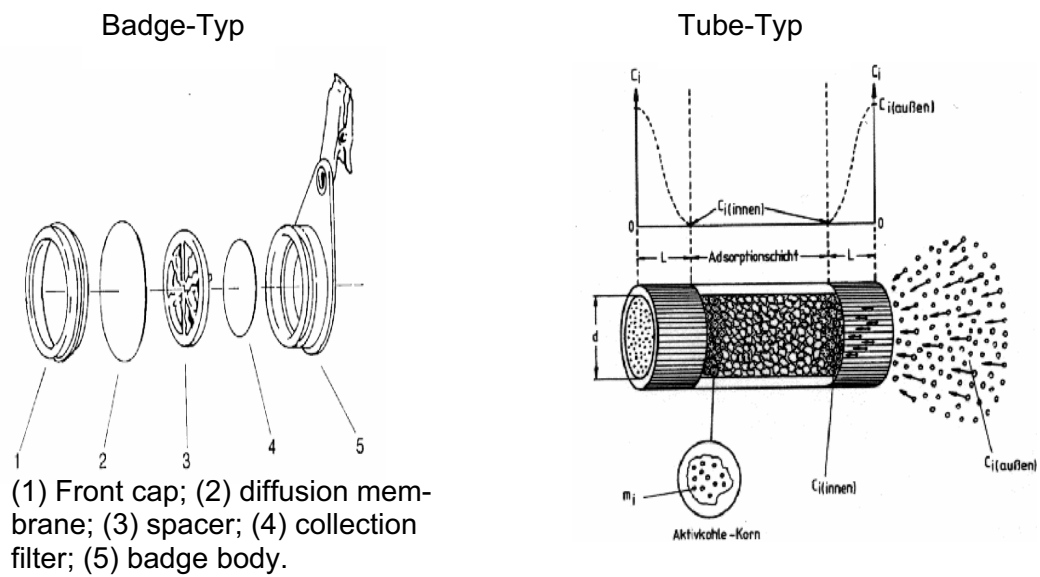 Badge-Typ
1
2
3
4
5
(1) Front cap; (2) diffusion mem-
brane; (3) spacer; (4) collection
filter; (5) badge body.
Tube-Typ
Ci
Ci
Ci(außen)
Ci(innen)
0
0
L
Adsorptionschicht
L
d
mi
Ci(innen)
Ci(außen)
Aktivkohle-Korn